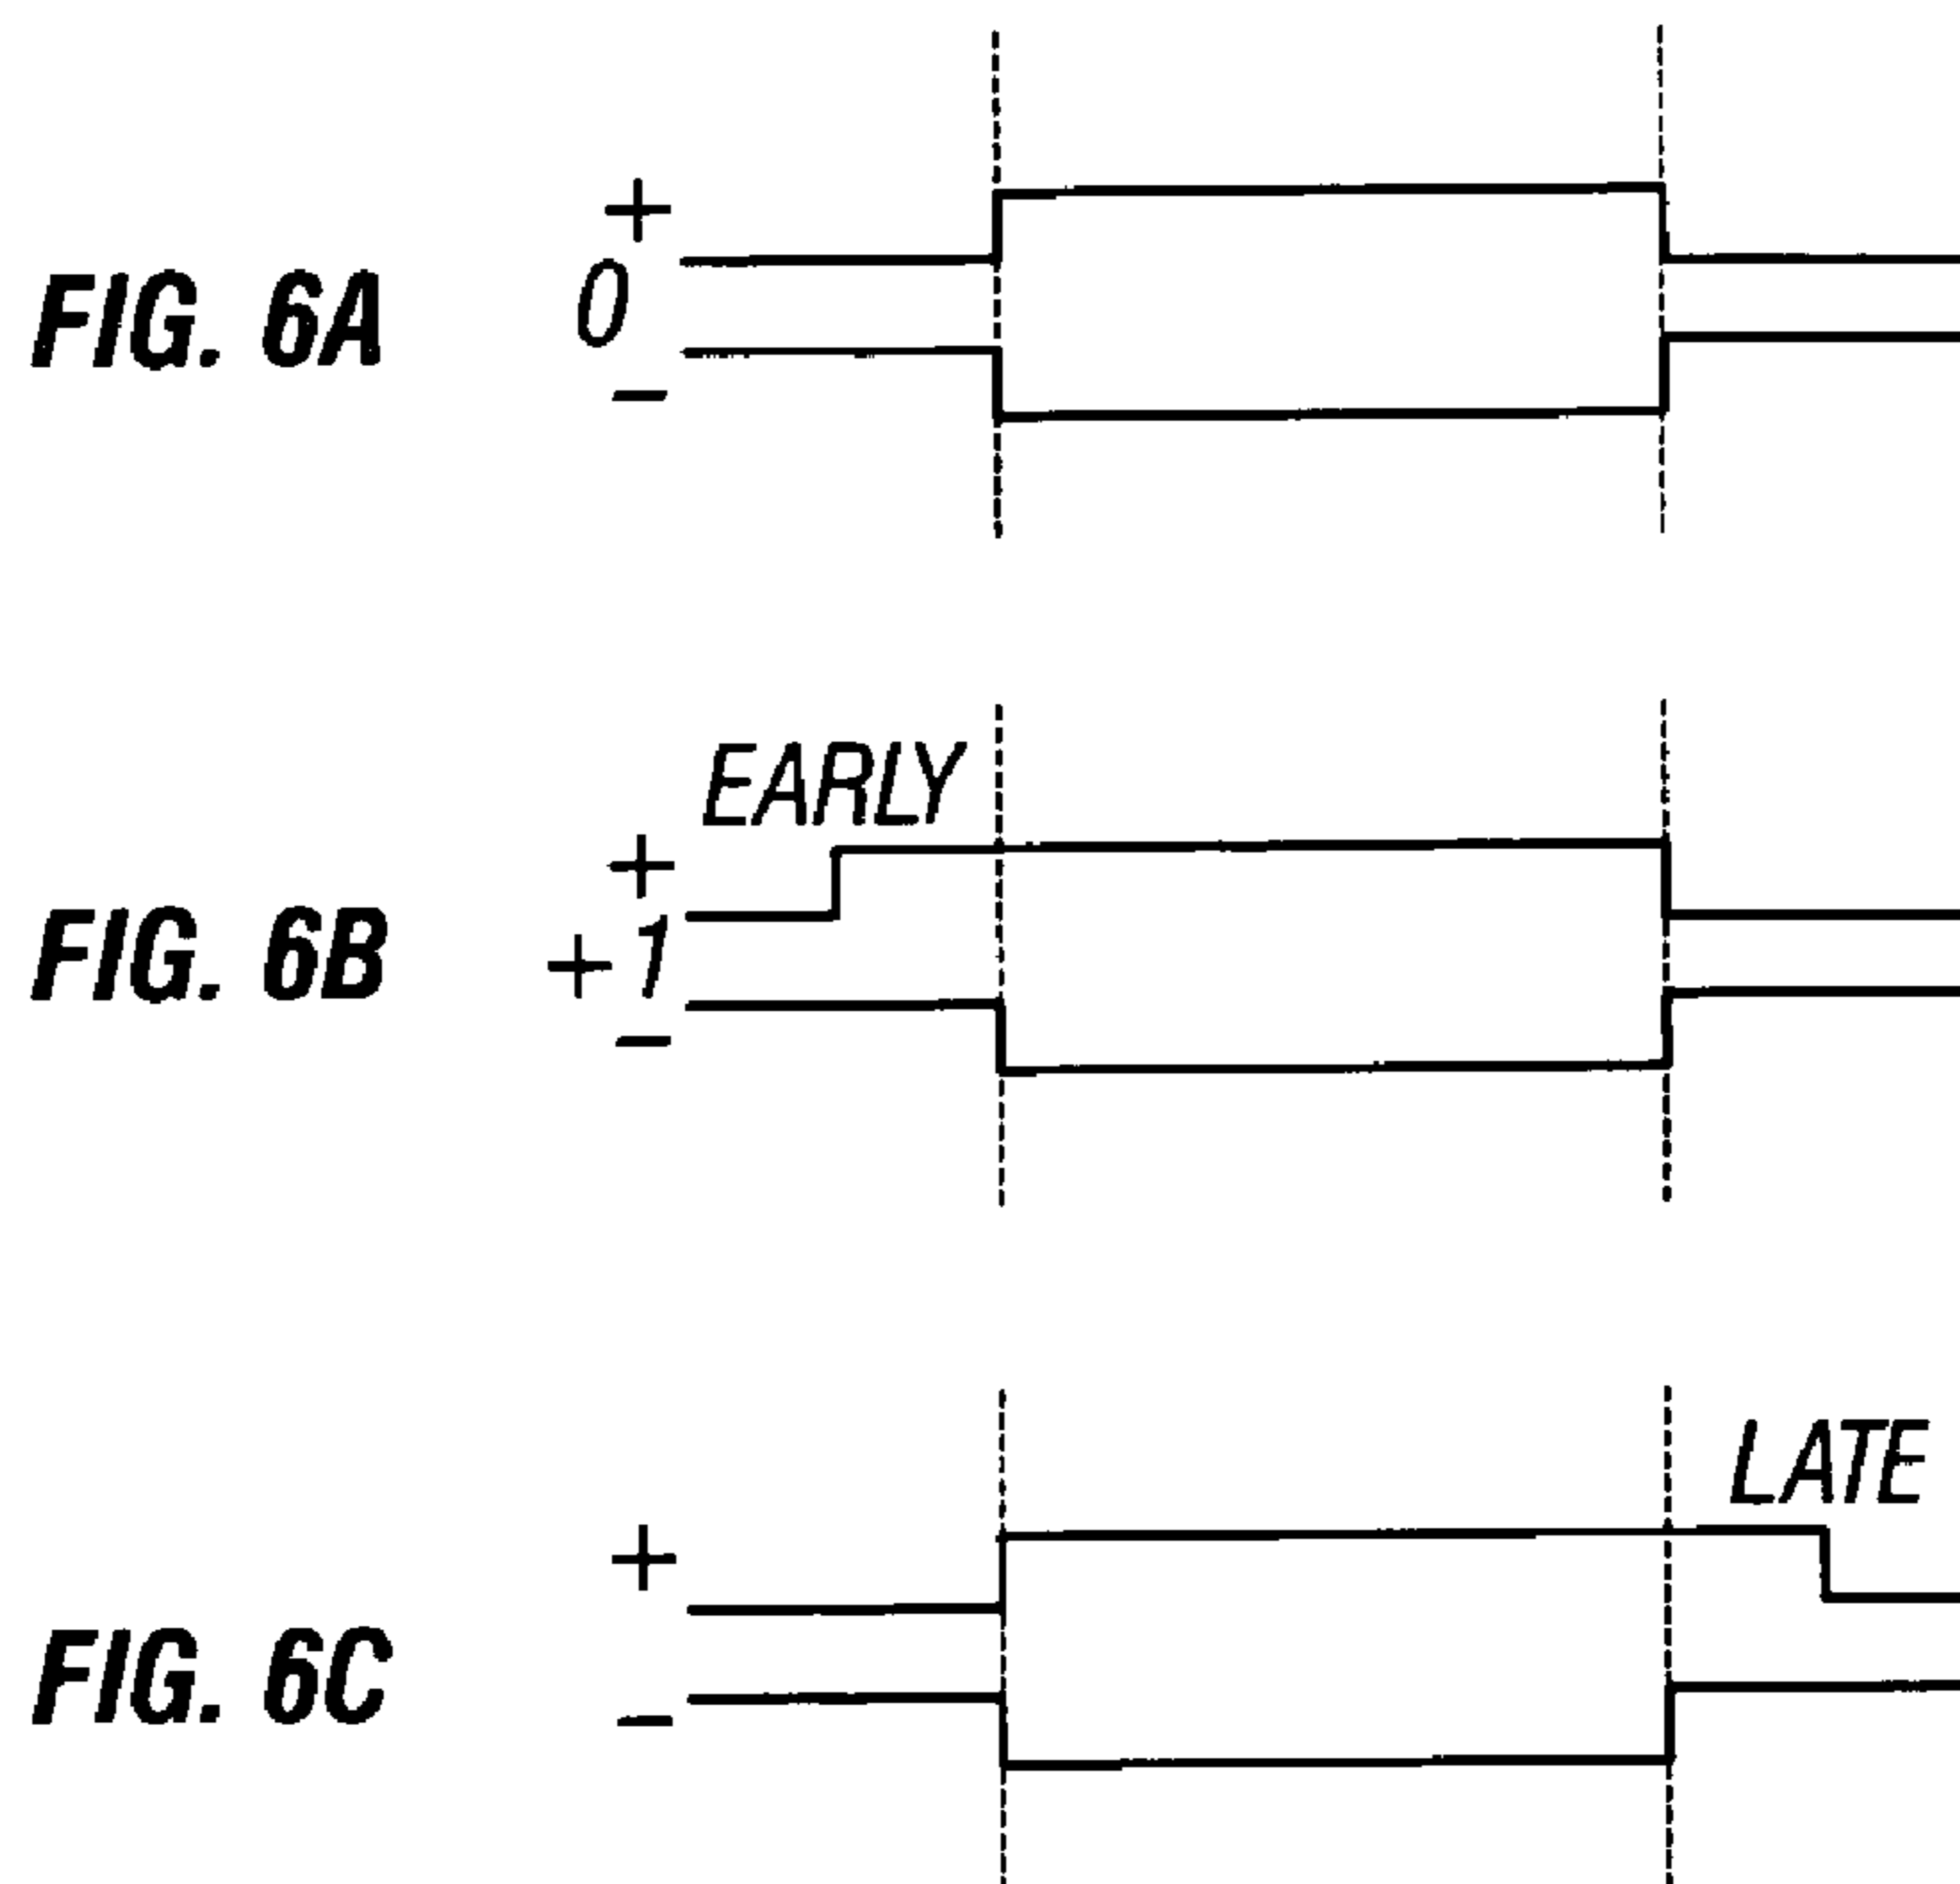 +
0
FIG. 6A
−
EARLY
+
+1
FIG. 6B
−
LATE
+
FIG. 6C
−